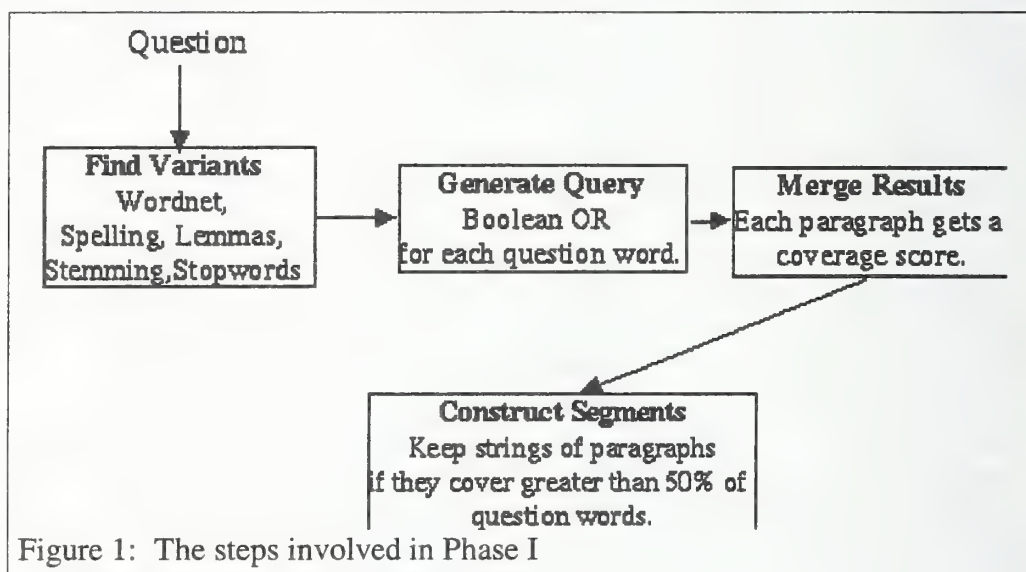 Question
Find Variants
Wordnet,
Spelling, Lemmas,
Stemming,Stopwords
Generate Query
Boolean OR
for each question word.
Merge Results
Each paragraph gets a
coverage score.
Construct Segments
Keep strings of paragraphs
if they cover greater than 50% of
question words.
Figure 1: The steps involved in Phase I